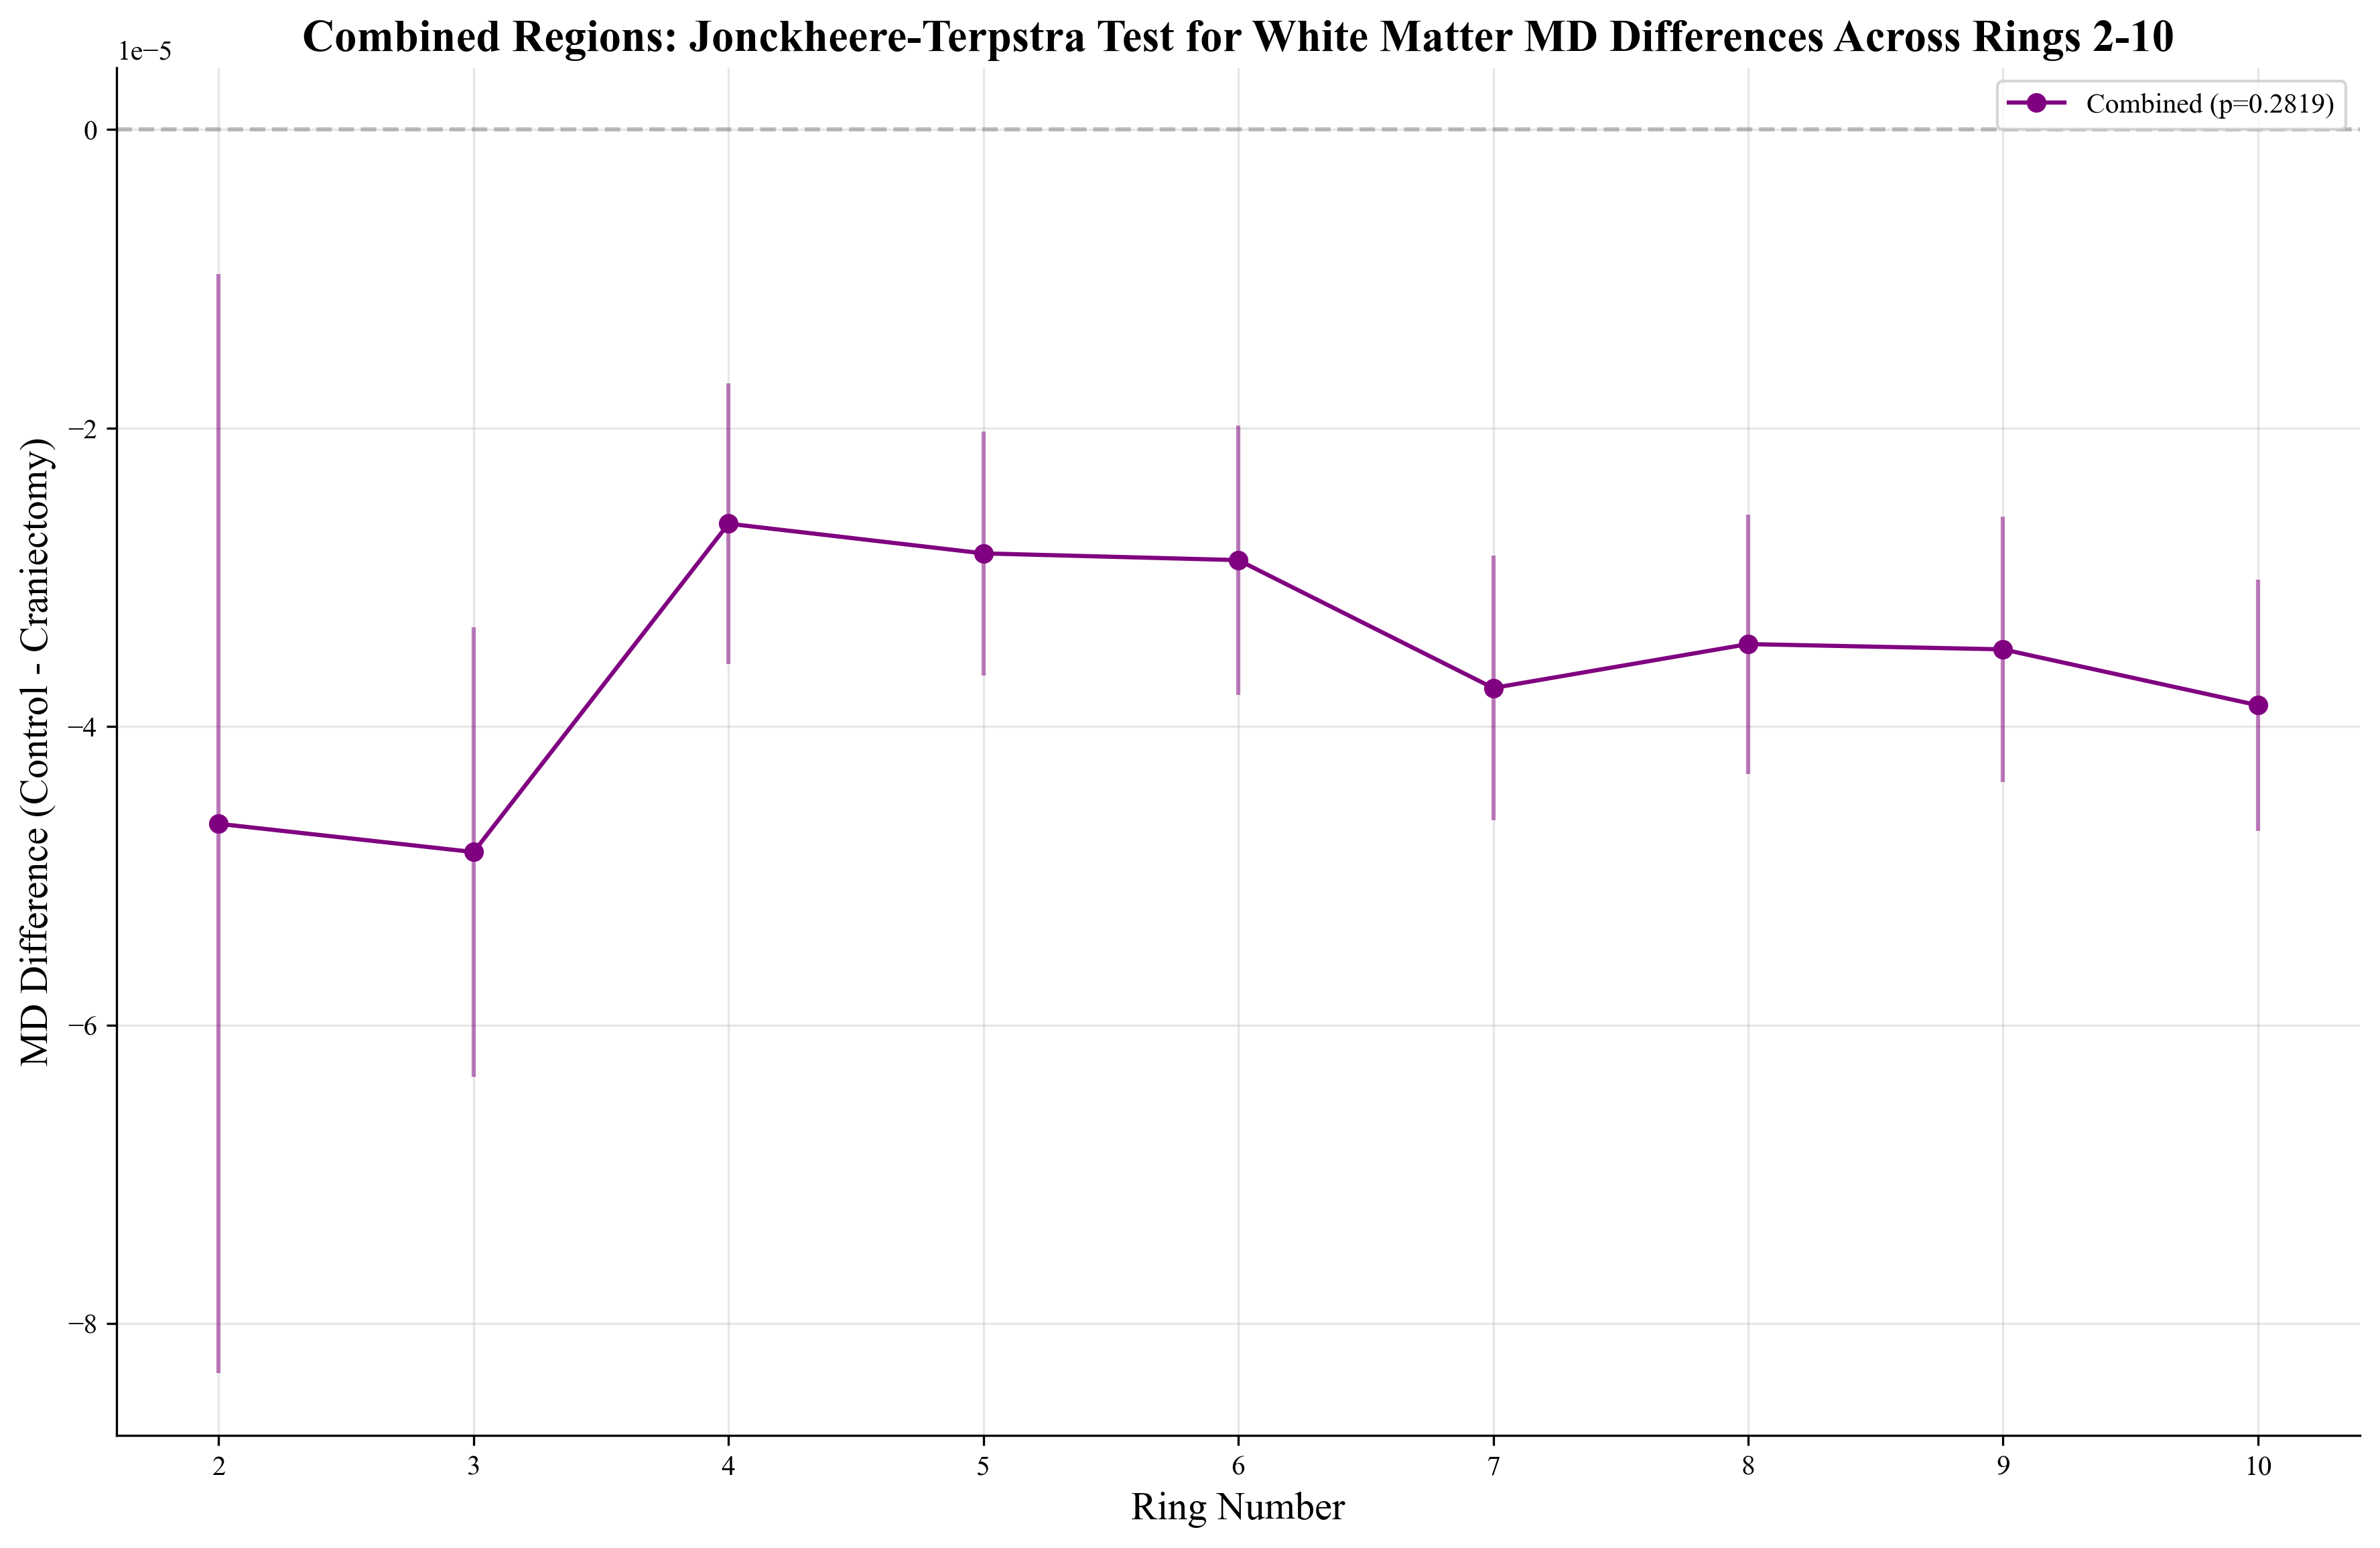 Combined Regions: Jonckheere-Terpstra Test for White Matter MD Differences Across Rings 2-10
1e−5
Combined (p=0.2819)
0
−2
−4
−6
−8
MD Difference (Control - Craniectomy)
2 3 4 5 6 7 8 9 10
Ring Number